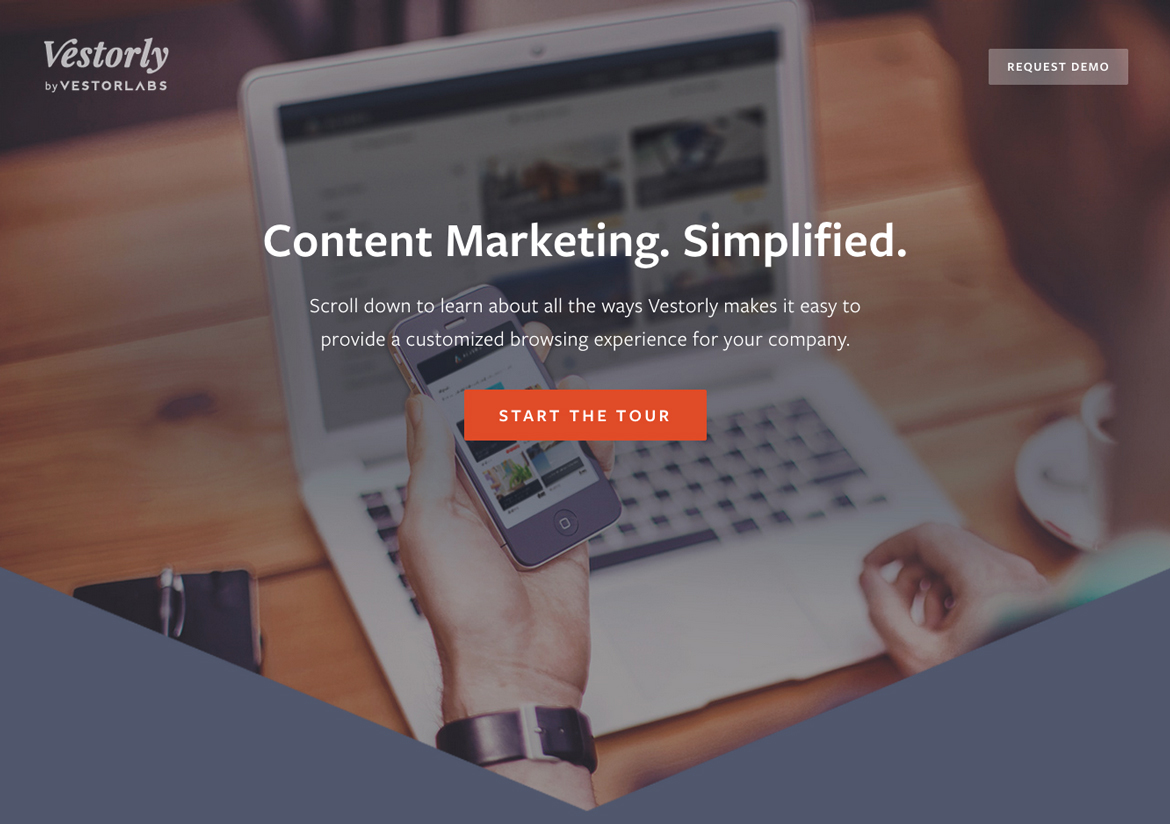 Vestorly
by VESTORLABS
REQUEST DEMO
Content Marketing. Simplified.
Scroll down to learn about all the ways Vestorly makes it easy to
provide a customized browsing experience for your company.
START THE TOUR